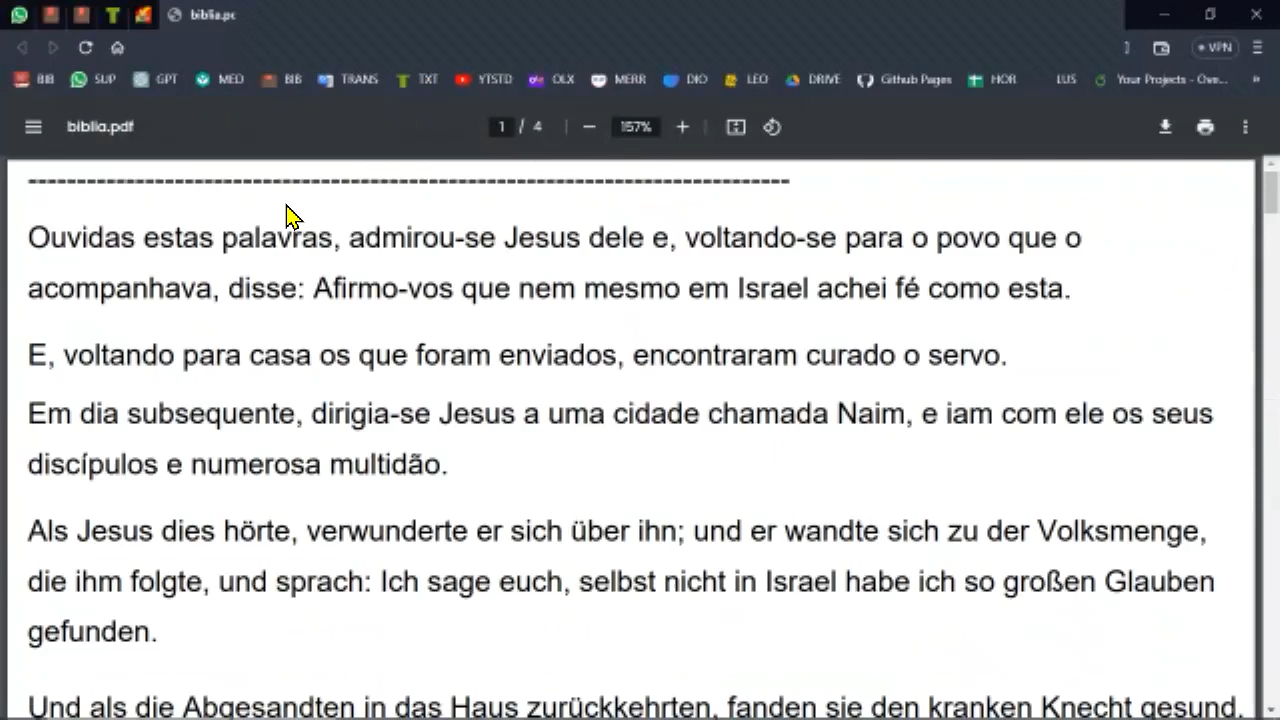 biblia.pc
VPN
BIB SUP GPT MED BIB TRANS TXT YTSTD OLX MERR DIO LEO DRIVE Github Pages HOR LUS Your Projects - Ove...
biblia.pdf 1 / 4 157%
--------------------------------------------------------------------------------
Ouvidas estas palavras, admirou-se Jesus dele e, voltando-se para o povo que o
acompanhava, disse: Afirmo-vos que nem mesmo em Israel achei fé como esta.
E, voltando para casa os que foram enviados, encontraram curado o servo.
Em dia subsequente, dirigia-se Jesus a uma cidade chamada Naim, e iam com ele os seus
discípulos e numerosa multidão.
Als Jesus dies hörte, verwunderte er sich über ihn; und er wandte sich zu der Volksmenge,
die ihm folgte, und sprach: Ich sage euch, selbst nicht in Israel habe ich so großen Glauben
gefunden.
Und als die Abgesandten in das Haus zurückkehrten, fanden sie den kranken Knecht gesund.